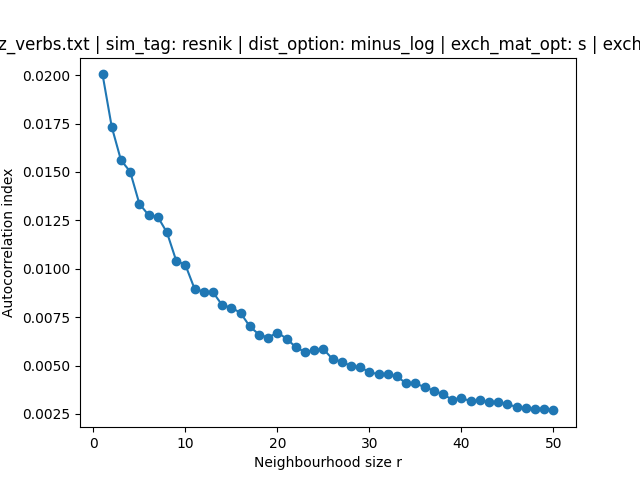 z_verbs.txt | sim_tag: resnik | dist_option: minus_log | exch_mat_opt: s | exch
0.0200
0.0175
0.0150
0.0125
0.0100
0.0075
0.0050
0.0025
Autocorrelation index
0 10 20 30 40 50
Neighbourhood size r